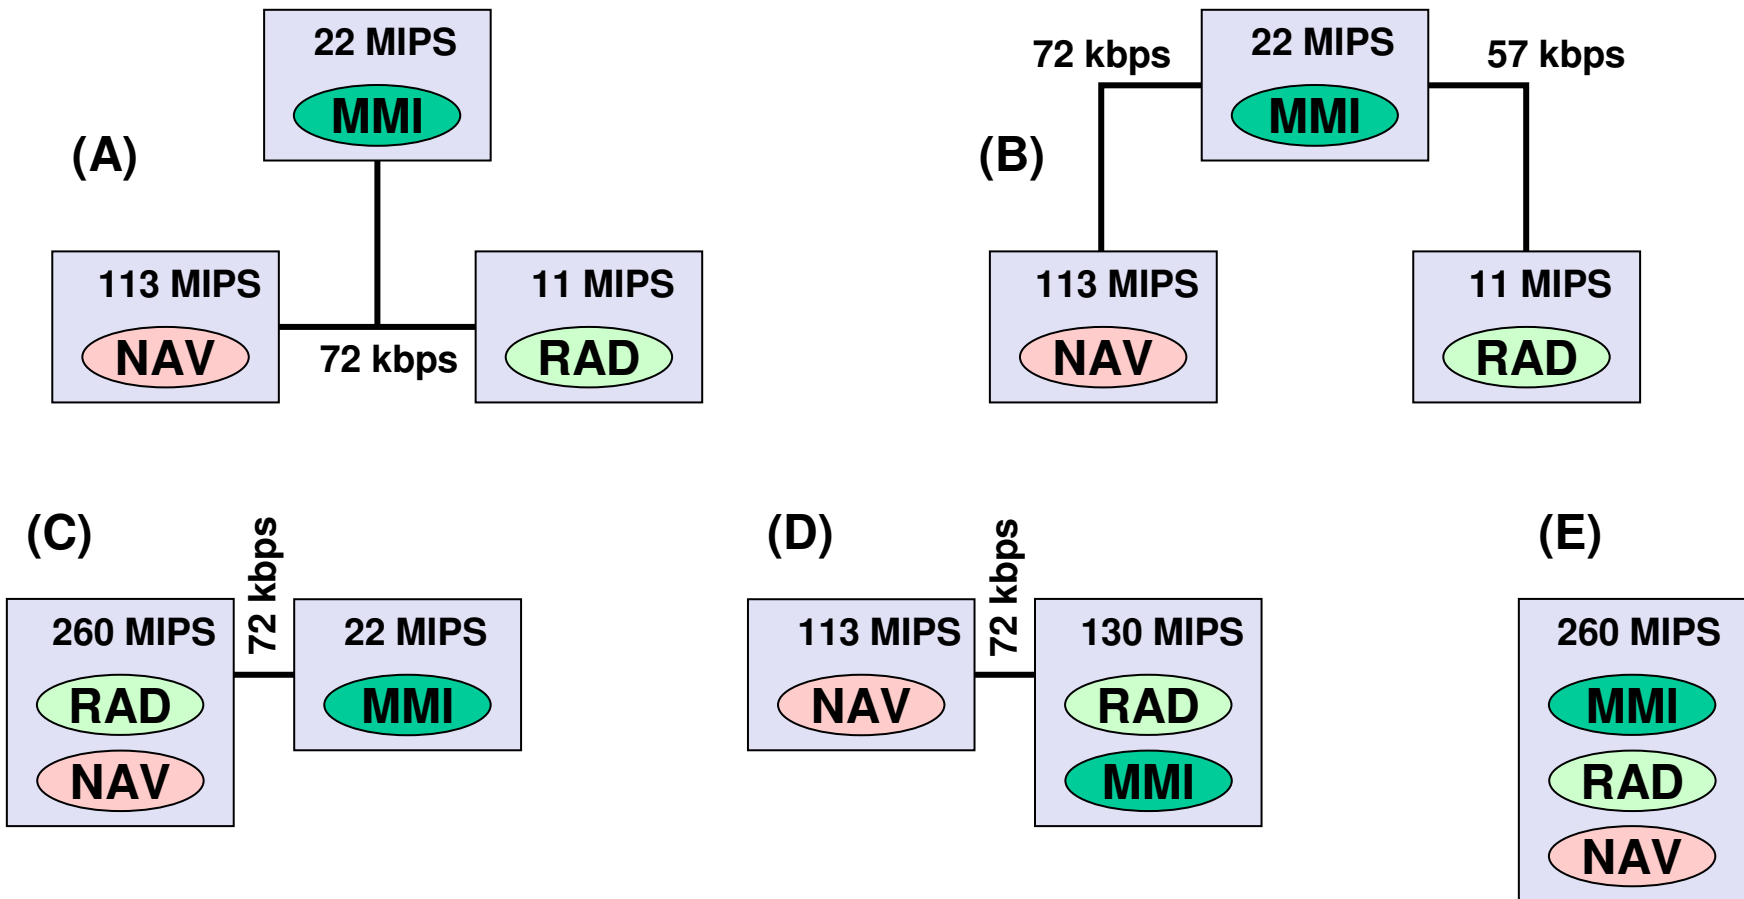 (A)
22 MIPS
MMI
113 MIPS
NAV
72 kbps
11 MIPS
RAD
(B)
72 kbps
22 MIPS
MMI
57 kbps
113 MIPS
NAV
11 MIPS
RAD
(C)
260 MIPS
RAD
NAV
72 kbps
22 MIPS
MMI
(D)
113 MIPS
NAV
72 kbps
130 MIPS
RAD
MMI
(E)
260 MIPS
MMI
RAD
NAV